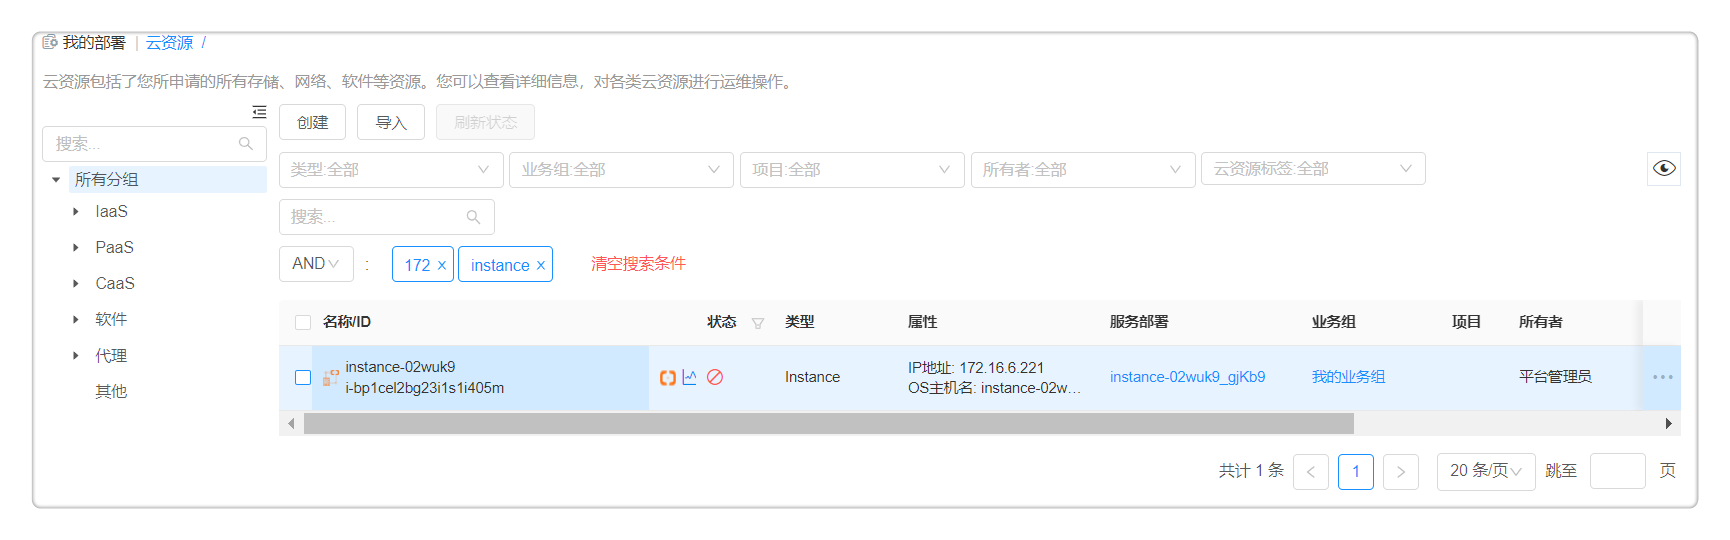 我的部署 | 云资源 /
云资源包括了您所申请的所有存储、网络、软件等资源。您可以查看详细信息，对各类云资源进行运维操作。
搜索...
所有分组
IaaS
PaaS
CaaS
软件
代理
其他
创建 导入 刷新状态
类型:全部 业务组:全部 项目:全部 所有者:全部 云资源标签:全部
搜索...
AND : 172 x instance x 清空搜索条件
名称/ID 状态 类型 属性 服务部署 业务组 项目 所有者
instance-02wuk9 Instance IP地址: 172.16.6.221 instance-02wuk9_gjKb9 我的业务组 平台管理员 ···
i-bp1cel2bg23i1s1i405m OS主机名: instance-02w...
共计 1 条 < 1 > 20 条/页 跳至 页